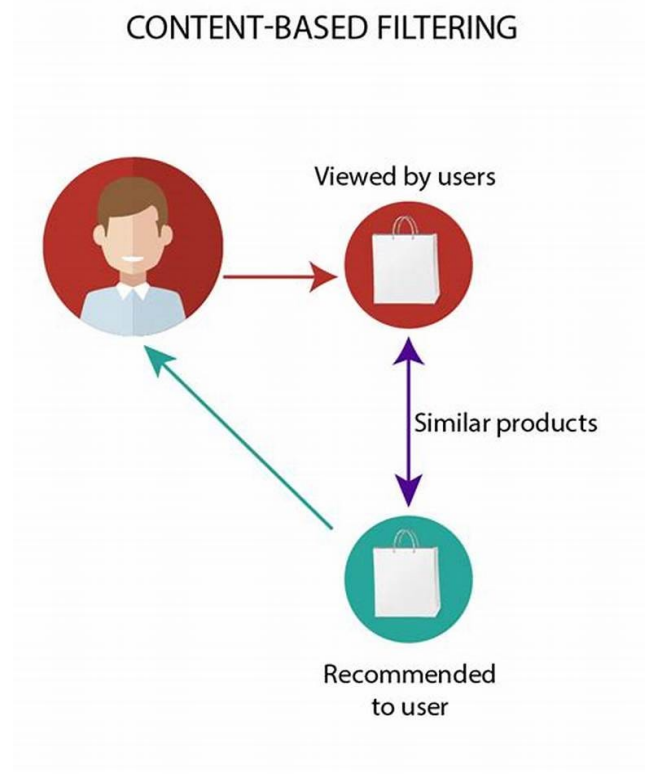 CONTENT-BASED FILTERING
Viewed by users
Similar products
Recommended
to user